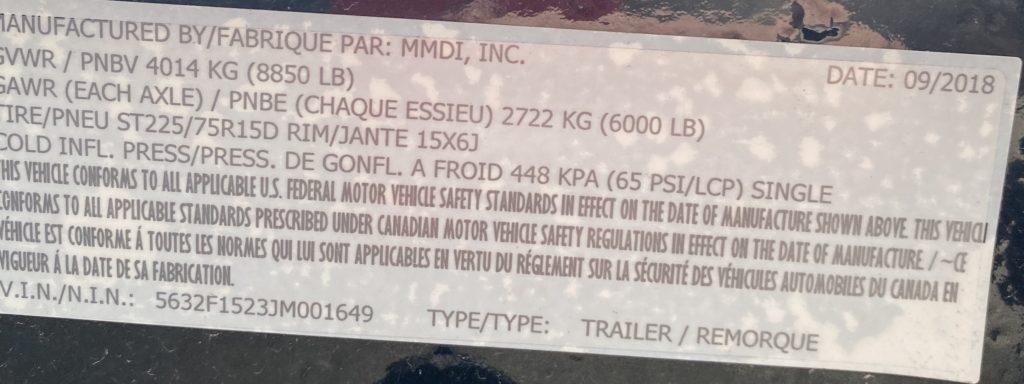 MANUFACTURED BY/FABRIQUE PAR: MMDI, INC.
DATE: 09/2018
GVWR / PNBV 4014 KG (8850 LB)
GAWR (EACH AXLE) / PNBE (CHAQUE ESSIEU) 2722 KG (6000 LB)
TIRE/PNEU ST225/75R15D RIM/JANTE 15X6J
COLD INFL. PRESS/PRESS. DE GONFL. A FROID 448 KPA (65 PSI/LCP) SINGLE
THIS VEHICLE CONFORMS TO ALL APPLICABLE U.S. FEDERAL MOTOR VEHICLE SAFETY STANDARDS IN EFFECT ON THE DATE OF MANUFACTURE SHOWN ABOVE. THIS VEHICL
CONFORMS TO ALL APPLICABLE STANDARDS PRESCRIBED UNDER CANADIAN MOTOR VEHICLE SAFETY REGULATIONS IN EFFECT ON THE DATE OF MANUFACTURE. / ~CE
VÉHICLE EST CONFORME Á TOUTES LES NORMES QUI LUI SONT APPLICABLES EN VERTU DU RÉGLEMENT SUR LA SÉCURITÉ DES VÉHICULES AUTOMOBILES DU CANADA EN
VIGUEUR Á LA DATE DE SA FABRICATION.
V.I.N./N.I.N.: 5632F1523JM001649 TYPE/TYPE: TRAILER / REMORQUE